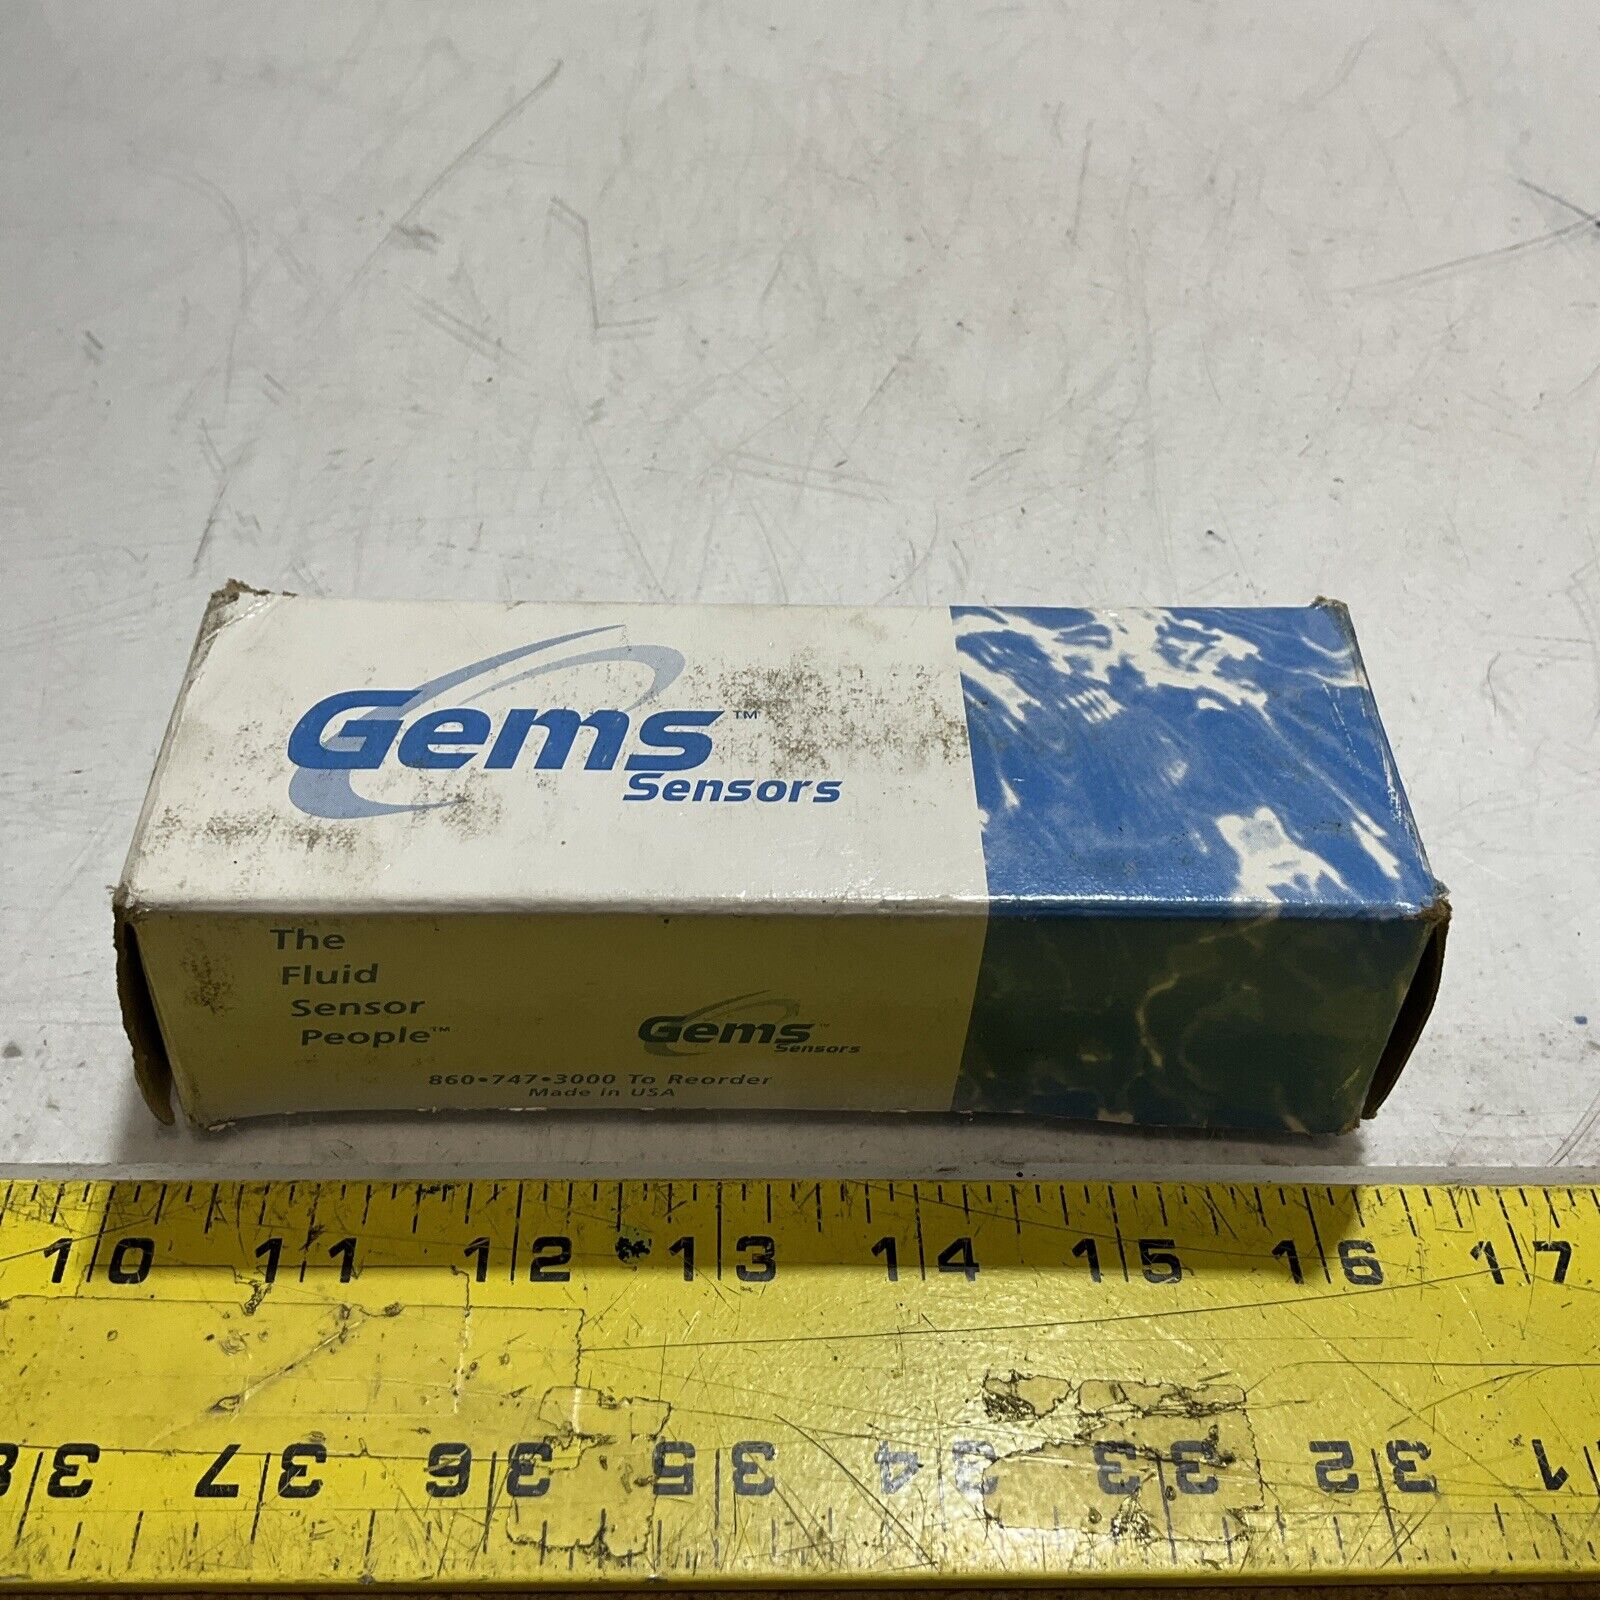 Gems™
Sensors
The
Fluid
Sensor
People™
Gems™
Sensors
860•747•3000 To Reorder
Made in USA
10 11 12 13 14 15 16 17
38 37 36 35 34 33 32 31